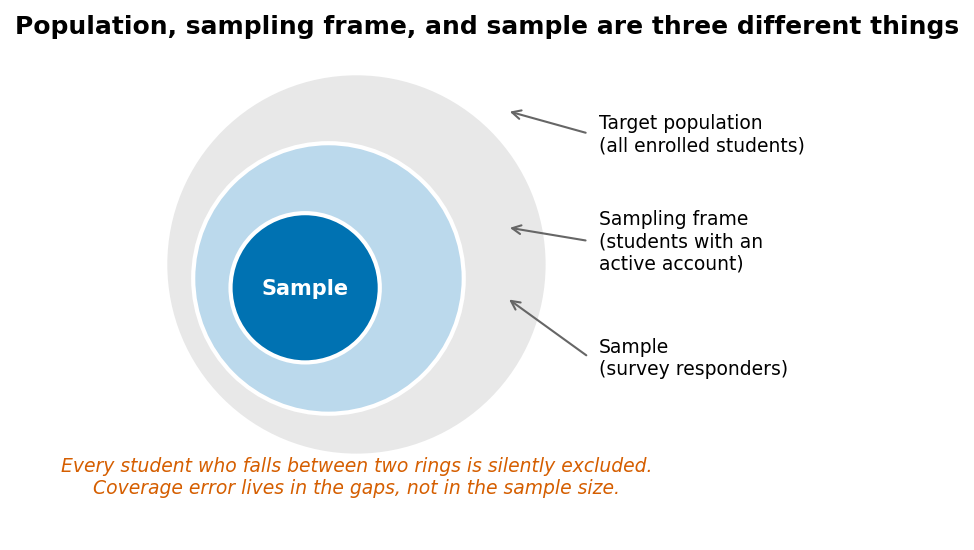 Population, sampling frame, and sample are three different things
Target population
(all enrolled students)
Sampling frame
(students with an
active account)
Sample
Sample
(survey responders)
Every student who falls between two rings is silently excluded.
Coverage error lives in the gaps, not in the sample size.